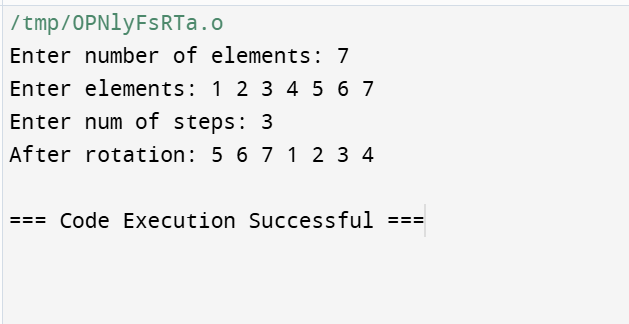 /tmp/OPNlyFsRTa.o
Enter number of elements: 7
Enter elements: 1 2 3 4 5 6 7
Enter num of steps: 3
After rotation: 5 6 7 1 2 3 4
=== Code Execution Successful ===